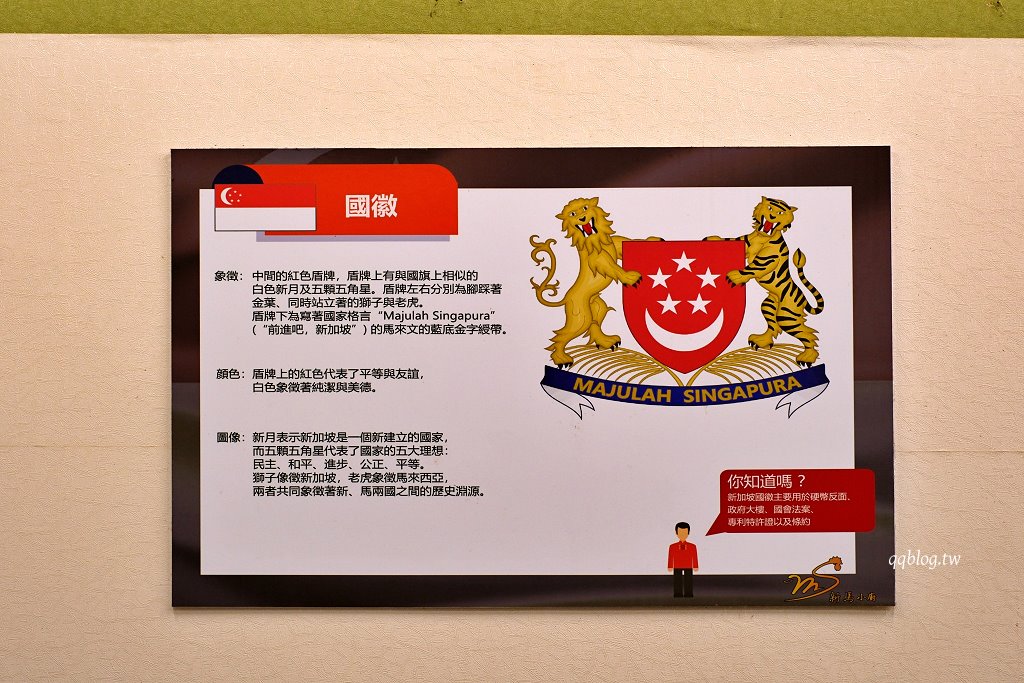 國徽
象徵： 中間的紅色盾牌，盾牌上有與國旗上相似的
白色新月及五顆五角星。盾牌左右分別為腳踩著
金葉、同時站立著的獅子與老虎。
盾牌下為寫著國家格言“Majulah Singapura”
(“前進吧，新加坡”) 的馬來文的藍底金字綬帶。
顏色： 盾牌上的紅色代表了平等與友誼，
白色象徵著純潔與美德。
圖像： 新月表示新加坡是一個新建立的國家，
而五顆五角星代表了國家的五大理想：
民主、和平、進步、公正、平等。
獅子像徵新加坡，老虎象徵馬來西亞，
兩者共同象徵著新、馬兩國之間的歷史淵源。
MAJULAH SINGAPURA
你知道嗎？
新加坡國徽主要用於硬幣反面、
政府大樓、國會法案、
專利特許證以及條約
qqblog.tw
新馬小廚